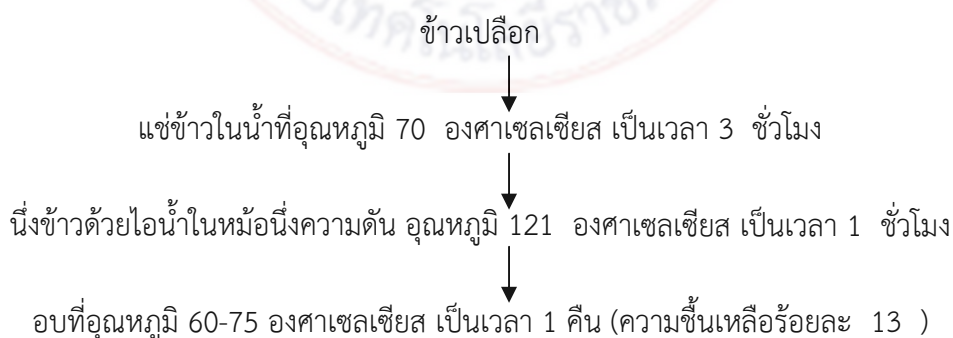 ข้าวเปลือก
แช่ข้าวในน้ำที่อุณหภูมิ 70 องศาเซลเซียส เป็นเวลา 3 ชั่วโมง
นึ่งข้าวด้วยไอน้ำในหม้อนึ่งความดัน อุณหภูมิ 121 องศาเซลเซียส เป็นเวลา 1 ชั่วโมง
อบที่อุณหภูมิ 60-75 องศาเซลเซียส เป็นเวลา 1 คืน (ความชื้นเหลือร้อยละ 13 )